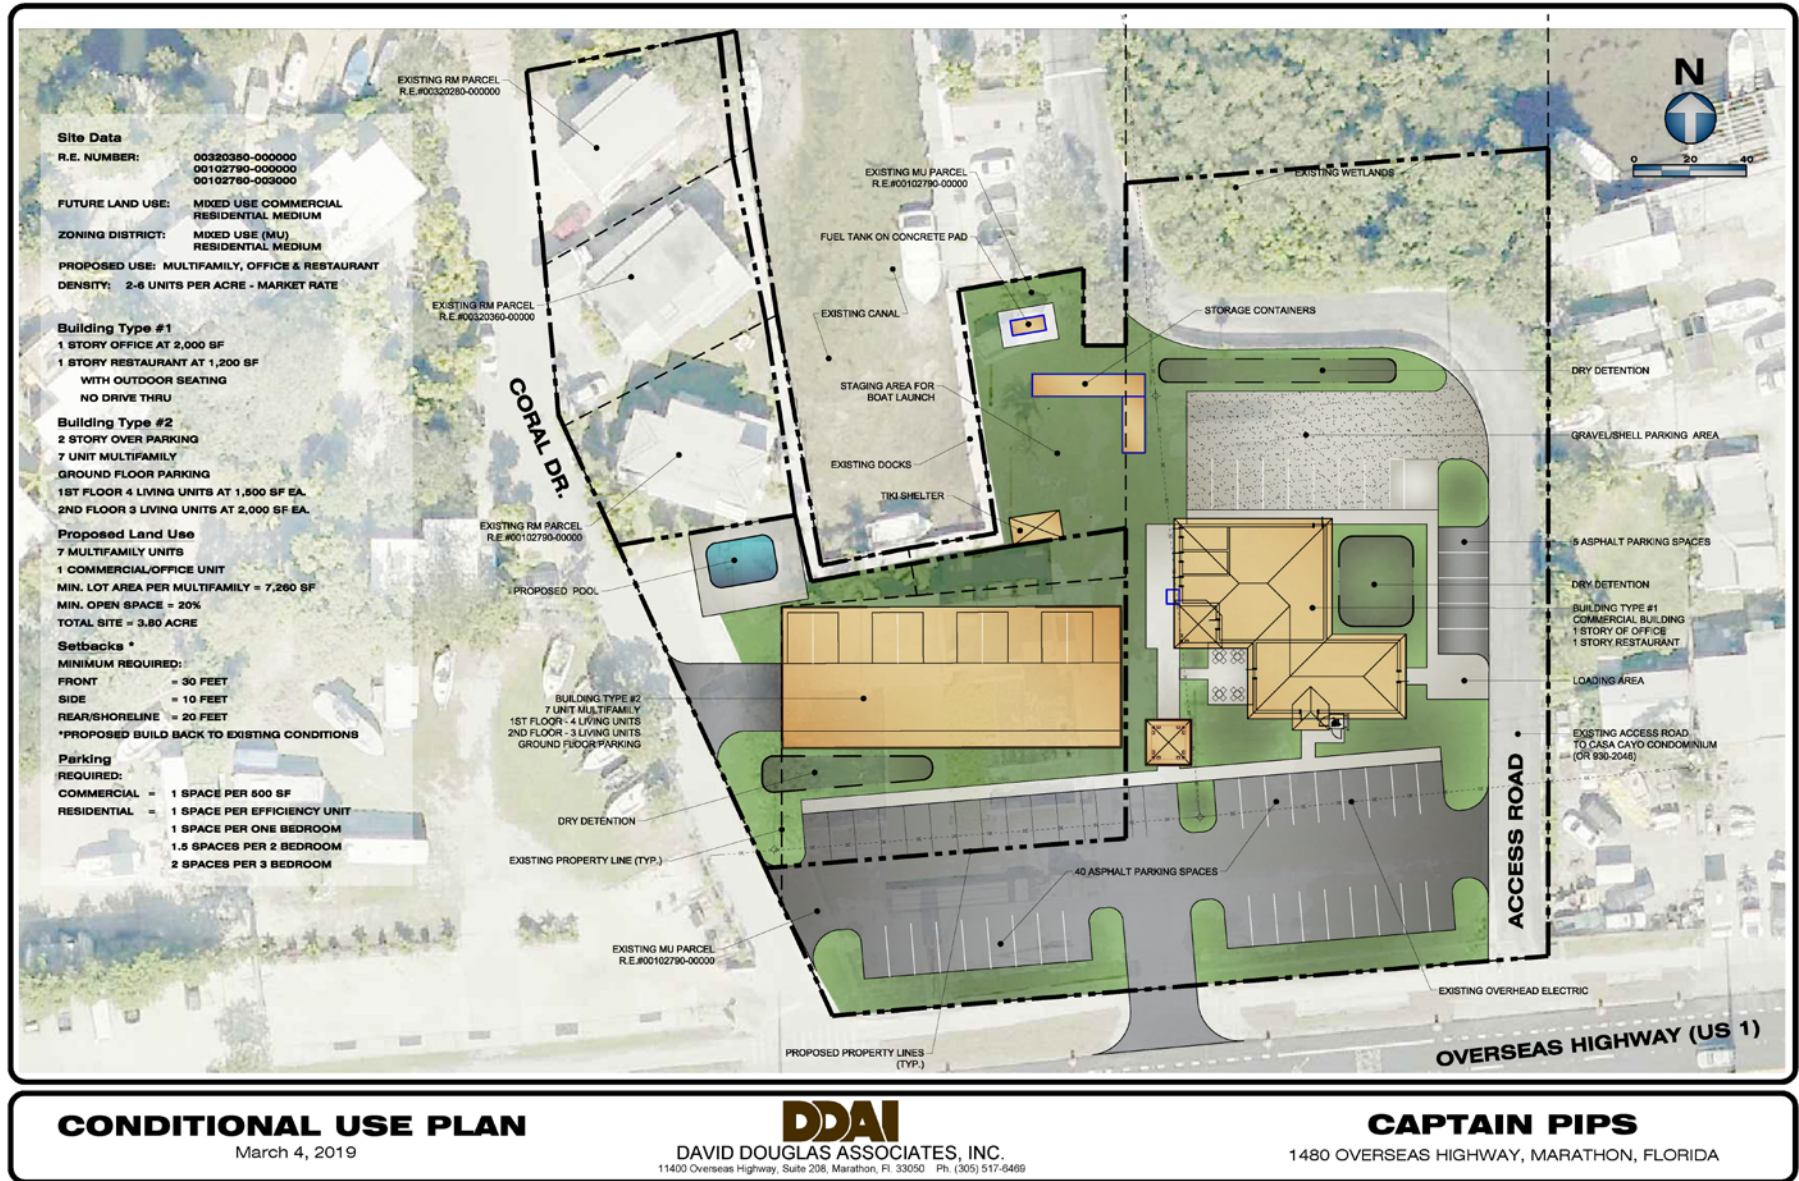 Site Data
R.E. NUMBER: 00320350-000000
00102790-000000
00102760-003000
FUTURE LAND USE: MIXED USE COMMERCIAL
RESIDENTIAL MEDIUM
ZONING DISTRICT: MIXED USE (MU)
RESIDENTIAL MEDIUM
PROPOSED USE: MULTIFAMILY, OFFICE & RESTAURANT
DENSITY: 2-6 UNITS PER ACRE - MARKET RATE
Building Type #1
1 STORY OFFICE AT 2,000 SF
1 STORY RESTAURANT AT 1,200 SF
WITH OUTDOOR SEATING
NO DRIVE THRU
Building Type #2
2 STORY OVER PARKING
7 UNIT MULTIFAMILY
GROUND FLOOR PARKING
1ST FLOOR 4 LIVING UNITS AT 1,500 SF EA.
2ND FLOOR 3 LIVING UNITS AT 2,000 SF EA.
Proposed Land Use
7 MULTIFAMILY UNITS
1 COMMERCIAL/OFFICE UNIT
MIN. LOT AREA PER MULTIFAMILY = 7,260 SF
MIN. OPEN SPACE = 20%
TOTAL SITE = 3.80 ACRE
Setbacks *
MINIMUM REQUIRED:
FRONT = 30 FEET
SIDE = 10 FEET
REAR/SHORELINE = 20 FEET
*PROPOSED BUILD BACK TO EXISTING CONDITIONS
Parking
REQUIRED:
COMMERCIAL = 1 SPACE PER 500 SF
RESIDENTIAL = 1 SPACE PER EFFICIENCY UNIT
1 SPACE PER ONE BEDROOM
1.5 SPACES PER 2 BEDROOM
2 SPACES PER 3 BEDROOM
EXISTING RM PARCEL
R.E.#00320280-000000
EXISTING RM PARCEL
R.E.#00320360-00000
CORAL DR.
EXISTING RM PARCEL
R.E.#00102790-00000
PROPOSED POOL
BUILDING TYPE #2
7 UNIT MULTIFAMILY
1ST FLOOR - 4 LIVING UNITS
2ND FLOOR - 3 LIVING UNITS
GROUND FLOOR PARKING
DRY DETENTION
EXISTING PROPERTY LINE (TYP.)
EXISTING MU PARCEL
R.E.#00102790-00000
PROPOSED PROPERTY LINES
(TYP.)
EXISTING MU PARCEL
R.E.#00102790-00000
FUEL TANK ON CONCRETE PAD
EXISTING CANAL
STAGING AREA FOR
BOAT LAUNCH
EXISTING DOCKS
TIKI SHELTER
40 ASPHALT PARKING SPACES
N
0 20 40
EXISTING WETLANDS
STORAGE CONTAINERS
DRY DETENTION
GRAVEL/SHELL PARKING AREA
5 ASPHALT PARKING SPACES
DRY DETENTION
BUILDING TYPE #1
COMMERCIAL BUILDING
1 STORY OF OFFICE
1 STORY RESTAURANT
LOADING AREA
EXISTING ACCESS ROAD
TO CASA CAYO CONDOMINIUM
(OR 930-2046)
ACCESS ROAD
EXISTING OVERHEAD ELECTRIC
OVERSEAS HIGHWAY (US 1)
CONDITIONAL USE PLAN
March 4, 2019
DDAI
DAVID DOUGLAS ASSOCIATES, INC.
11400 Overseas Highway, Suite 208, Marathon, Fl. 33050 Ph. (305) 517-6469
CAPTAIN PIPS
1480 OVERSEAS HIGHWAY, MARATHON, FLORIDA